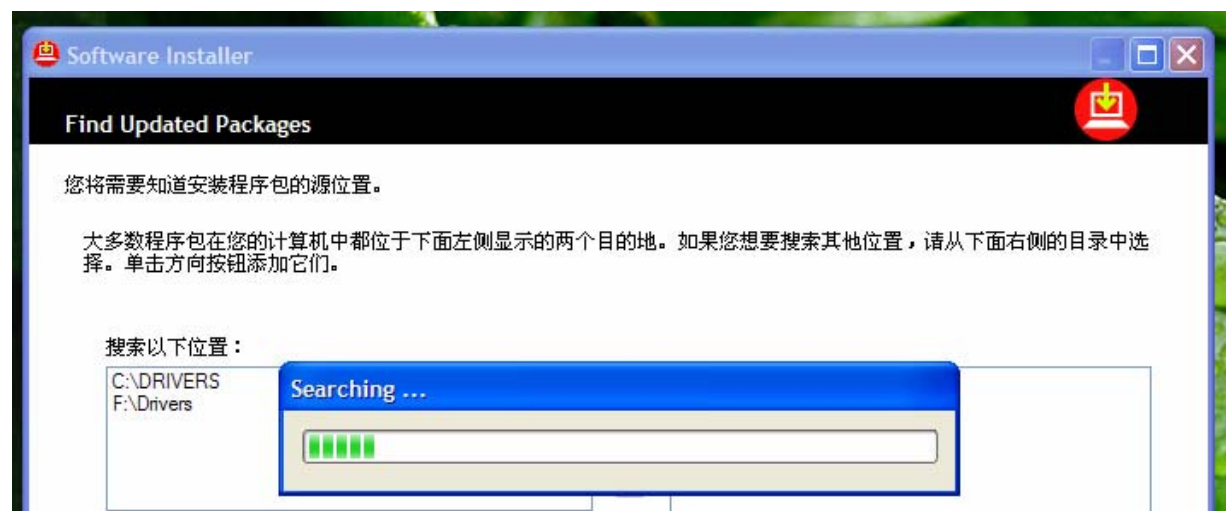 Software Installer
Find Updated Packages
您将需要知道安装程序包的源位置。
大多数程序包在您的计算机中都位于下面左侧显示的两个目的地。如果您想要搜索其他位置，请从下面右侧的目录中选
择。单击方向按钮添加它们。
搜索以下位置：
C:\DRIVERS
F:\Drivers
Searching ...